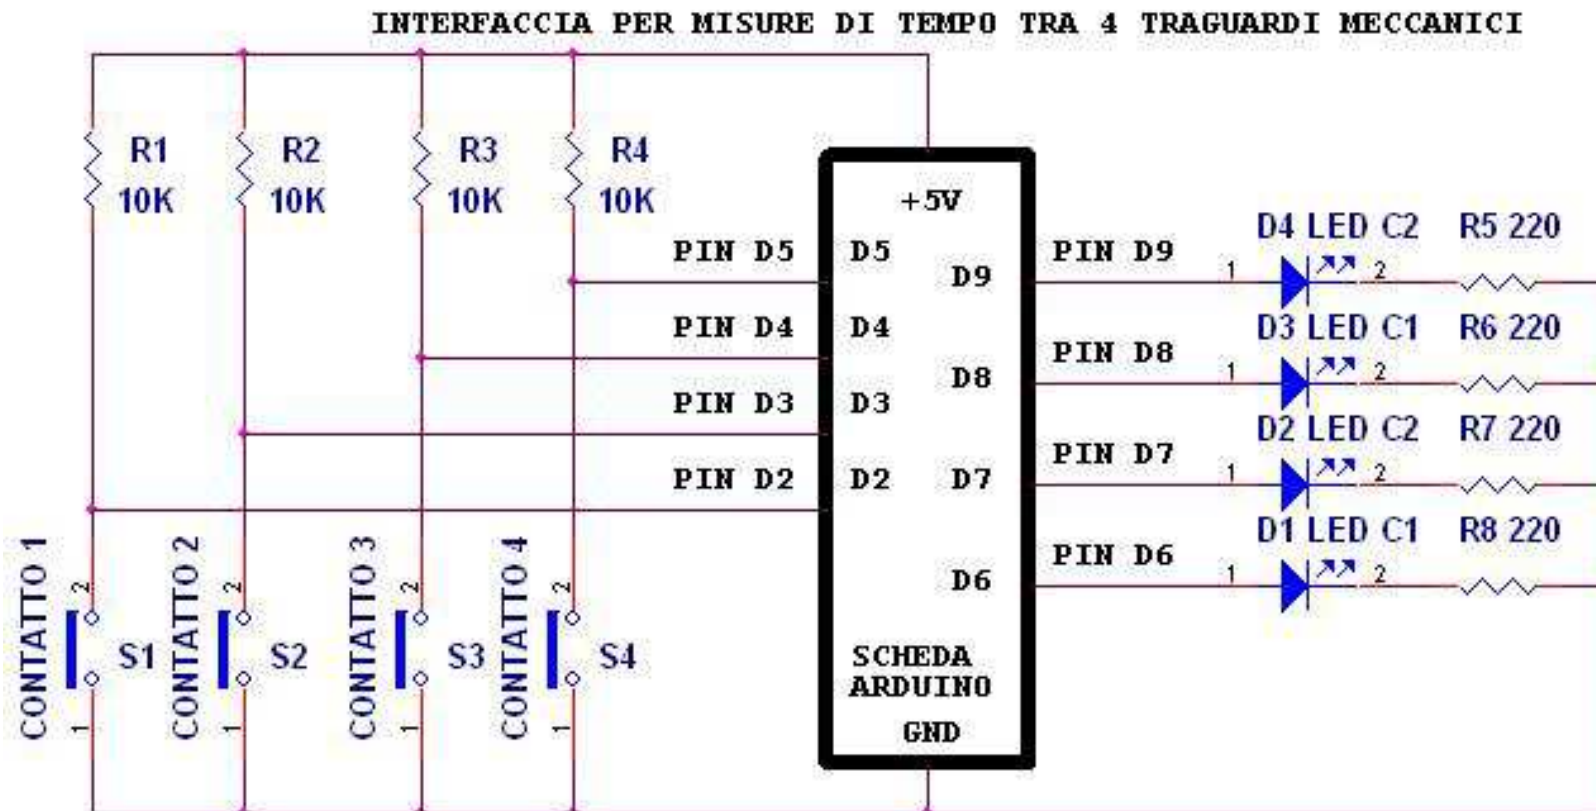 INTERFACCIA PER MISURE DI TEMPO TRA 4 TRAGUARDI MECCANICI
R1
10K
R2
10K
R3
10K
R4
10K
+5V
PIN D5
D5
D9
PIN D9
1
D4 LED C2
2
R5 220
PIN D4
D4
D8
PIN D8
1
D3 LED C1
2
R6 220
PIN D3
D3
D7
PIN D7
1
D2 LED C2
2
R7 220
PIN D2
D2
D6
PIN D6
1
D1 LED C1
2
R8 220
CONTATTO 1
2
S1
1
CONTATTO 2
2
S2
1
CONTATTO 3
2
S3
1
CONTATTO 4
2
S4
1
SCHEDA
ARDUINO
GND